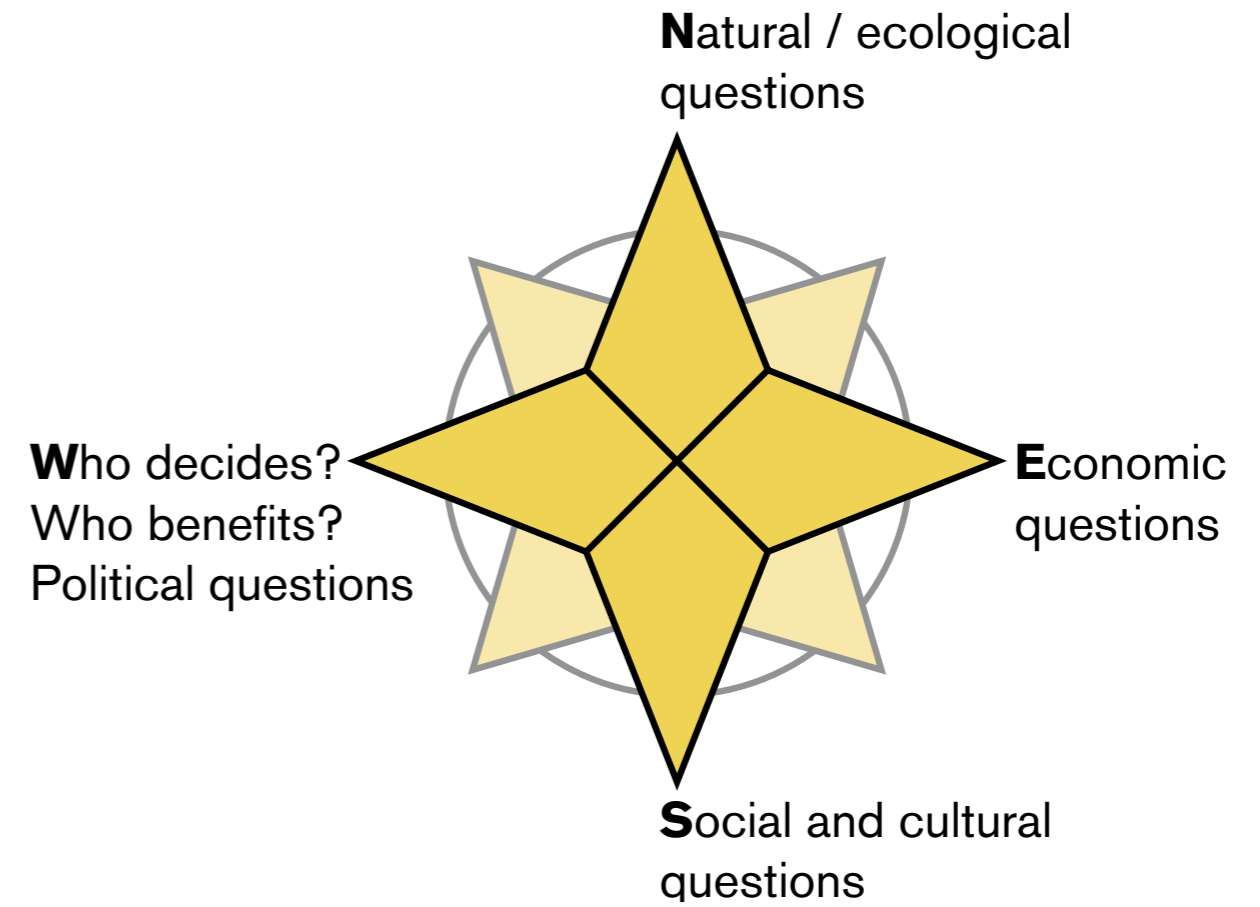 Natural / ecological
questions
Who decides?
Who benefits?
Political questions
Economic
questions
Social and cultural
questions